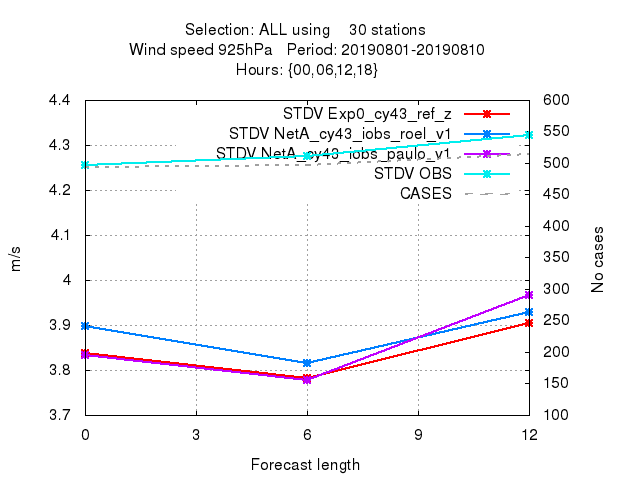 Selection: ALL using 30 stations
Wind speed 925hPa Period: 20190801-20190810
Hours: {00,06,12,18}
4.4
4.3
4.2
4.1
4
3.9
3.8
3.7
m/s
STDV Exp0_cy43_ref_z
STDV NetA_cy43_iobs_roel_v1
STDV NetA_cy43_iobs_paulo_v1
STDV OBS
CASES
600
550
500
450
400
350
300
250
200
150
100
No cases
0 3 6 9 12
Forecast length